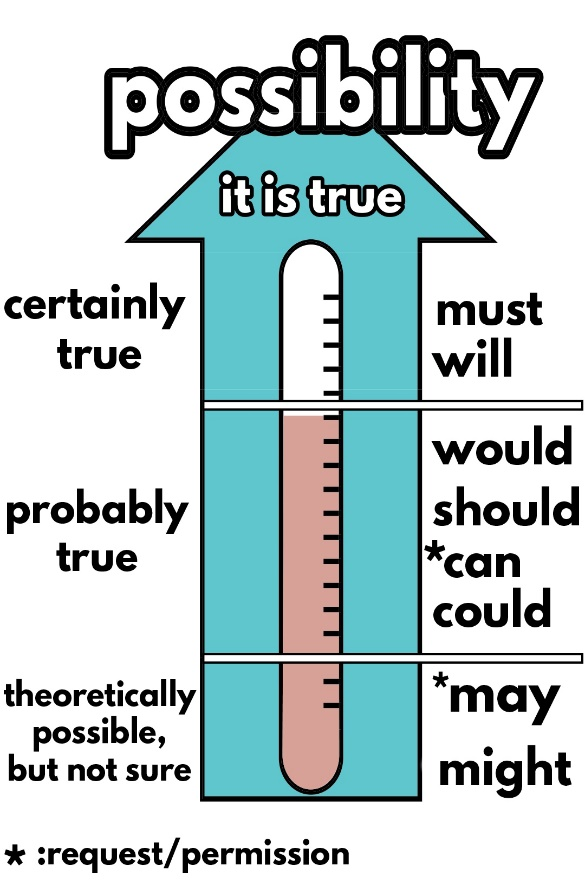 possibility
it is true
certainly
true
must
will
probably
true
would
should
*can
could
theoretically
possible,
but not sure
*may
might
* :request/permission